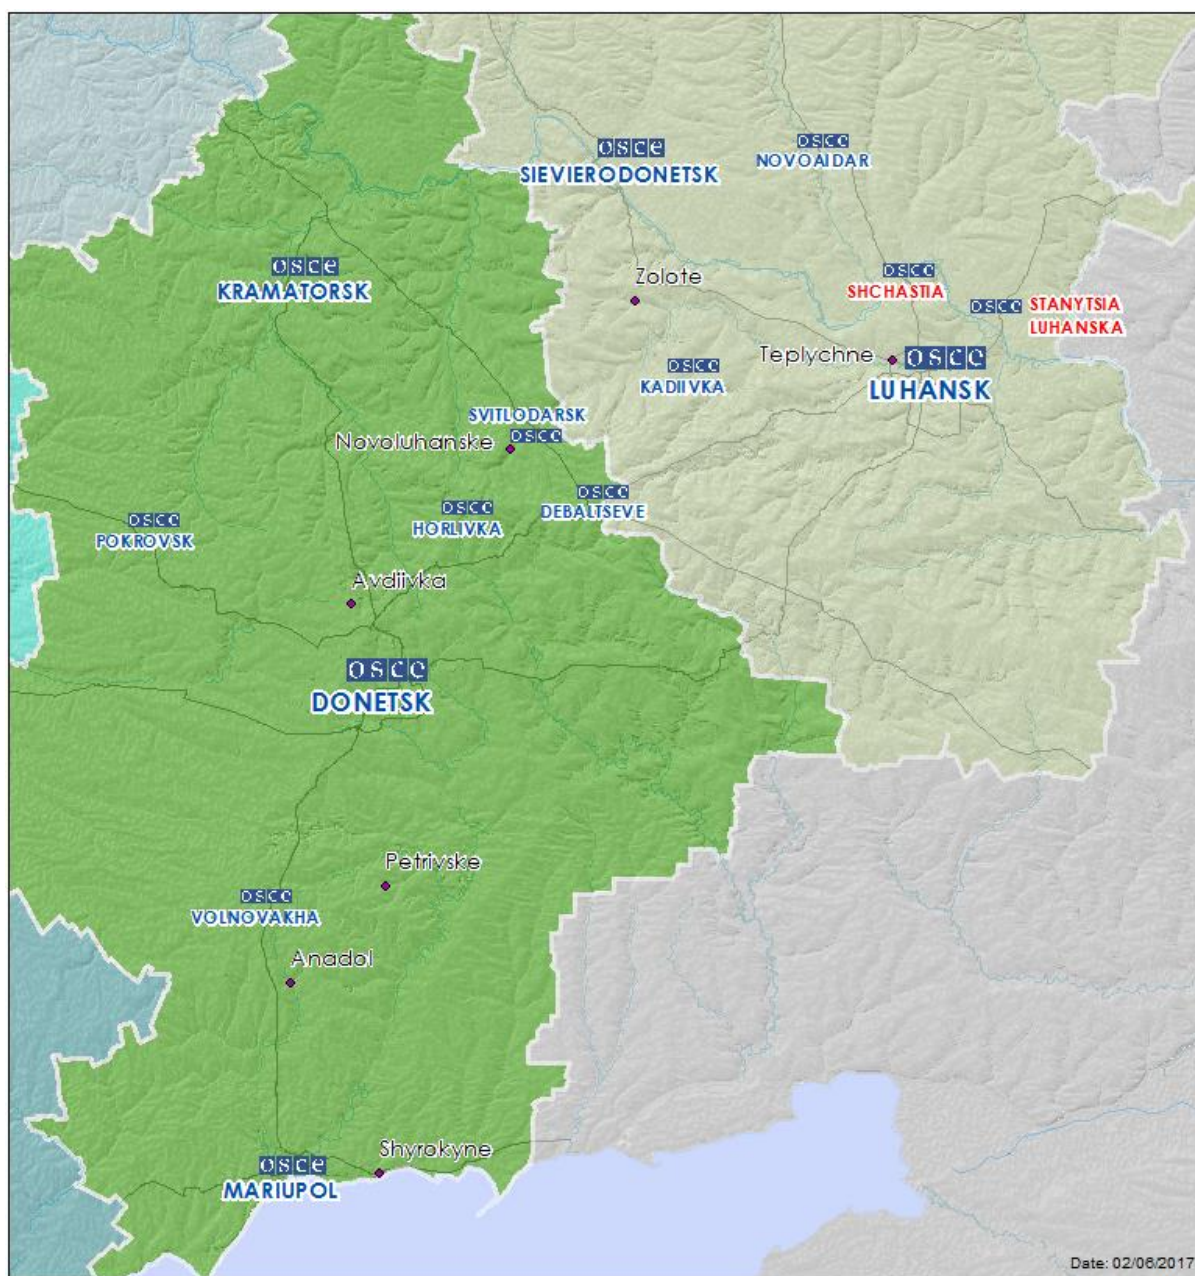 osce
NOVOAIDAR
osce
SIEVIERODONETSK
osce
KRAMATORSK
Zolote
osce
SHCHASTIA
osce
STANYTSIA
LUHANSKA
Teplychne
osce
LUHANSK
osce
KADIIVKA
SVITLODARSK
osce
Novoluhanske
osce
DEBALTSEVE
osce
HORLIVKA
osce
POKROVSK
Avdiivka
osce
DONETSK
Petrivske
osce
VOLNOVAKHA
Anadol
Shyrokyne
osce
MARIUPOL
Date: 02/06/2017